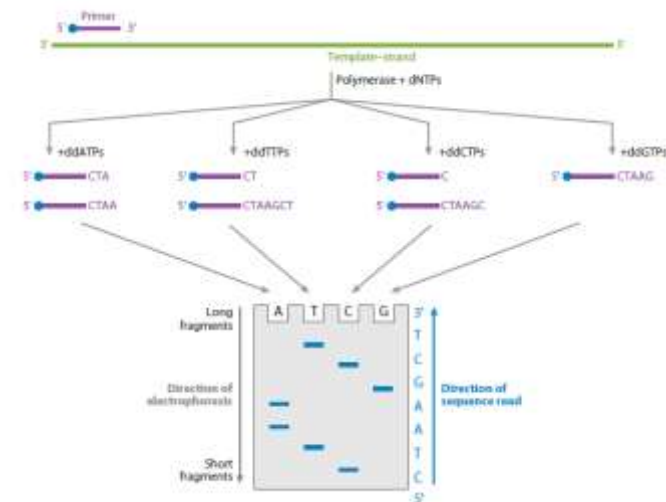 Primer
5' 3'
3' 5'
Template-strand
Polymerase + dNTPs
+ddATPs +ddTTPs +ddCTPs +ddGTPs
5' CTA 5' CT 5' C 5' CTAAG
5' CTAA 5' CTAAGCT 5' CTAAGC
Long
fragments
A T C G
3'
T
C
G
A
A
T
C
5'
Direction of
electrophoresis
Direction of
sequence read
Short
fragments